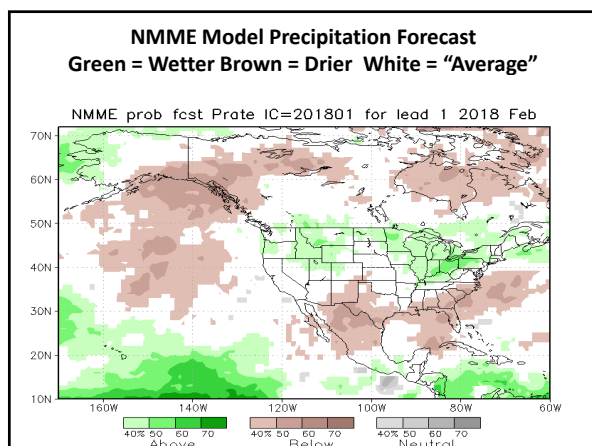 NMME Model Precipitation Forecast
Green = Wetter Brown = Drier White = “Average”
NMME prob fcst Prate IC=201801 for lead 1 2018 Feb
70N
60N
50N
40N
30N
20N
10N
160W 140W 120W 100W 80W 60W
40% 50 60 70 40% 50 60 70 40% 50 60 70
Above Below Neutral